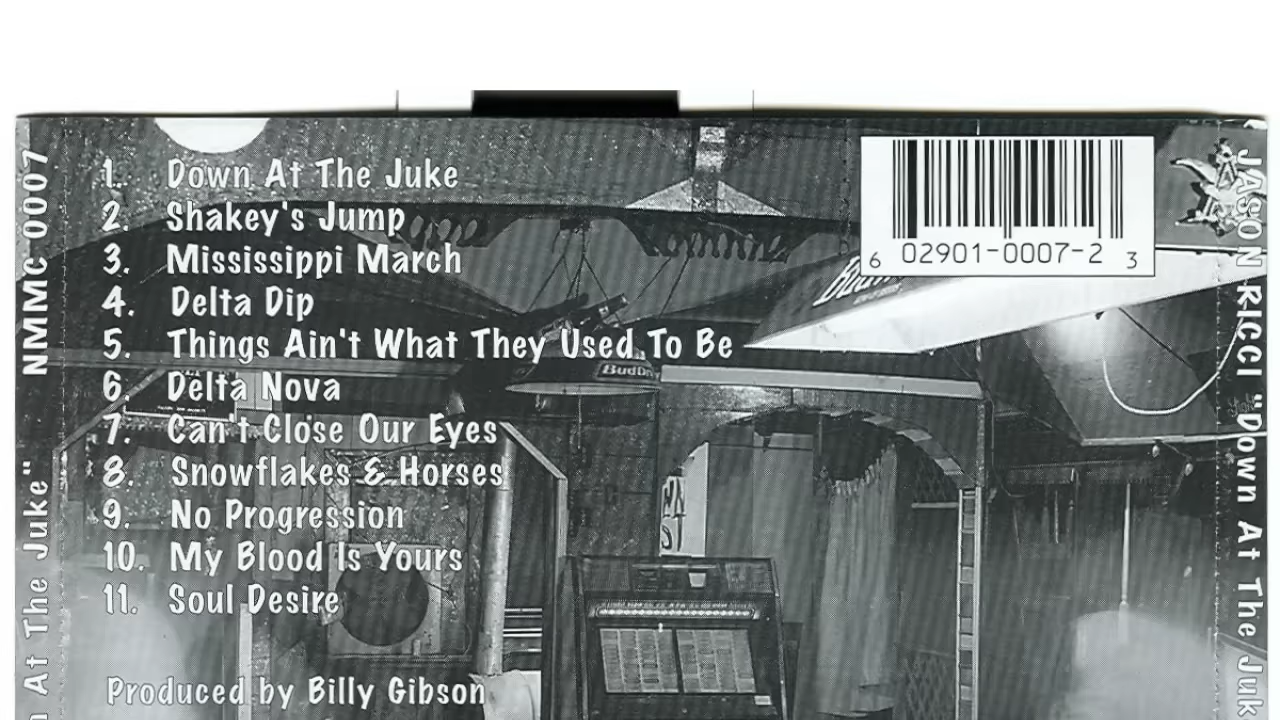 1. Down At The Juke
2. Shakey's Jump
3. Mississippi March
4. Delta Dip
5. Things Ain't What They Used To Be
6. Delta Nova
7. Can't Close Our Eyes
8. Snowflakes & Horses
9. No Progression
10. My Blood Is Yours
11. Soul Desire
Produced by Billy Gibson
NMMC 0007
At The Juke"
6 02901-0007-2 3
JASON RICCI "Down At The Juk